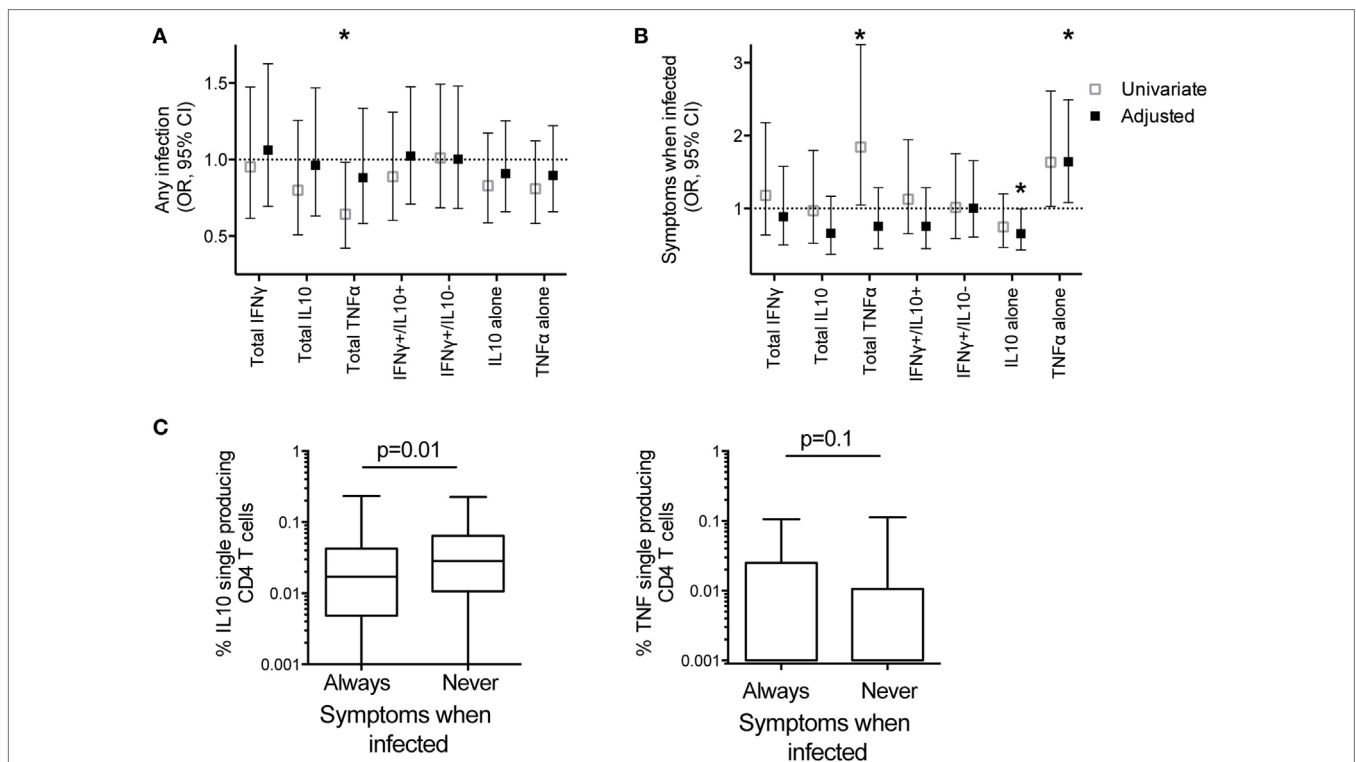 A
*
Any infection
(OR, 95% CI)
1.5
1.0
0.5
Total IFNγ
Total IL10
Total TNFα
IFNγ+/IL10+
IFNγ+/IL10-
IL10 alone
TNFα alone
B
*
*
*
Symptoms when infected
(OR, 95% CI)
3
2
1
Total IFNγ
Total IL10
Total TNFα
IFNγ+/IL10+
IFNγ+/IL10-
IL10 alone
TNFα alone
Univariate
Adjusted
C
p=0.01
% IL10 single producing
CD4 T cells
1
0.1
0.01
0.001
Always
Never
Symptoms when
infected
p=0.1
% TNF single producing
CD4 T cells
1
0.1
0.01
0.001
Always
Never
Symptoms when
infected